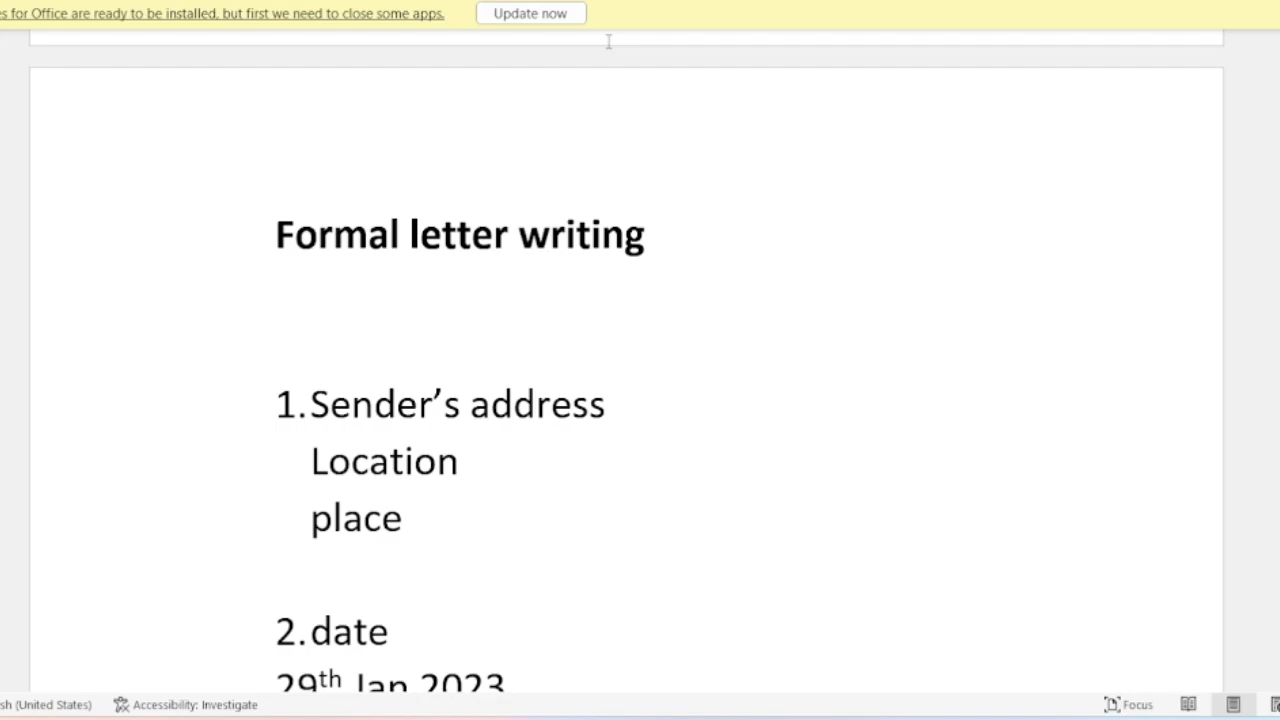 es for Office are ready to be installed, but first we need to close some apps. Update now
Formal letter writing
1. Sender's address
Location
place
2. date
29th Jan 2023
sh (United States) Accessibility: Investigate Focus